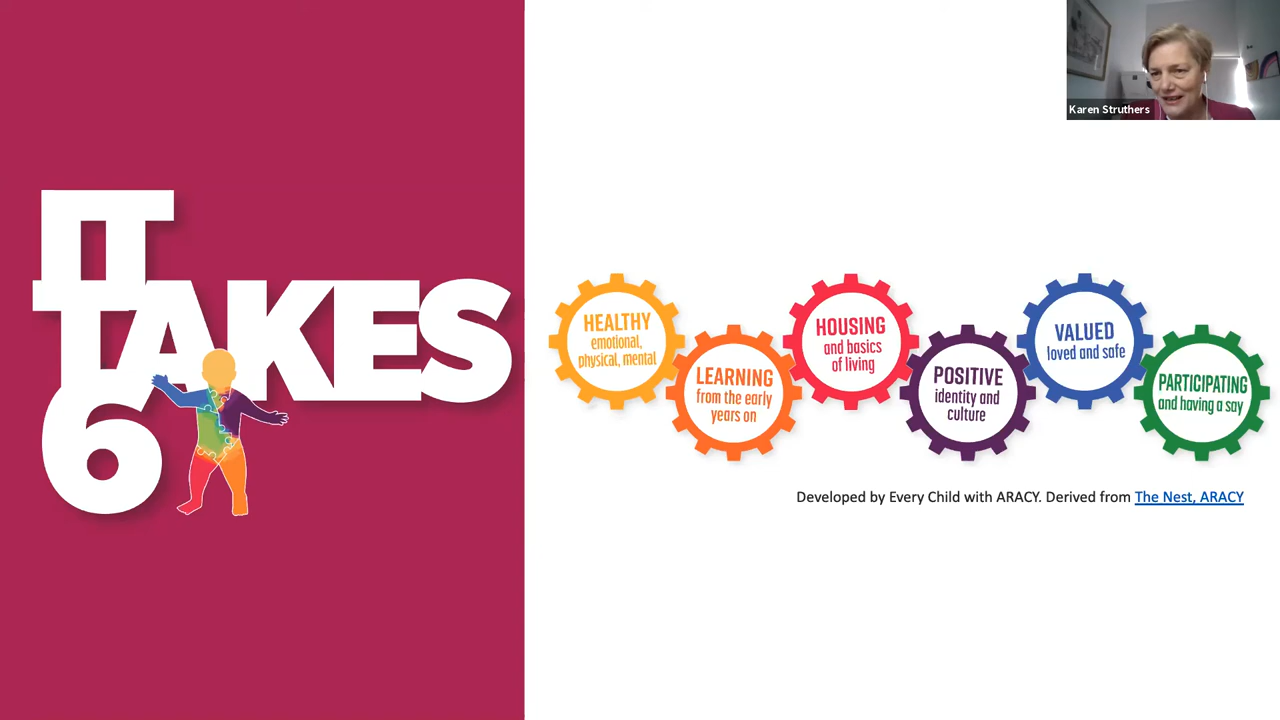 IT
TAKES
6
HEALTHY
emotional,
physical, mental
LEARNING
from the early
years on
HOUSING
and basics
of living
POSITIVE
identity and
culture
VALUED
loved and safe
PARTICIPATING
and having a say
Developed by Every Child with ARACY. Derived from The Nest, ARACY
Karen Struthers